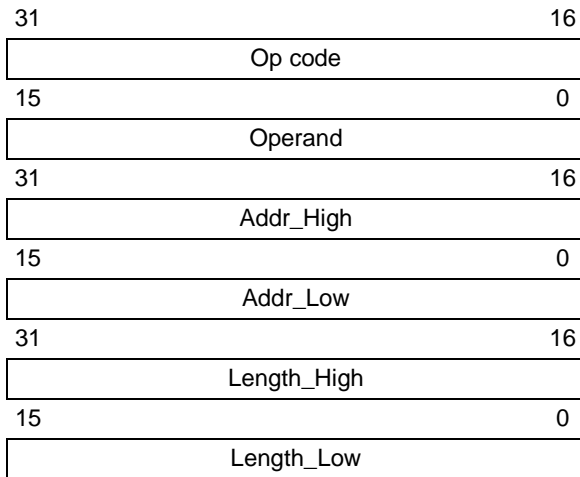 31 16
Op code
15 0
Operand
31 16
Addr_High
15 0
Addr_Low
31 16
Length_High
15 0
Length_Low